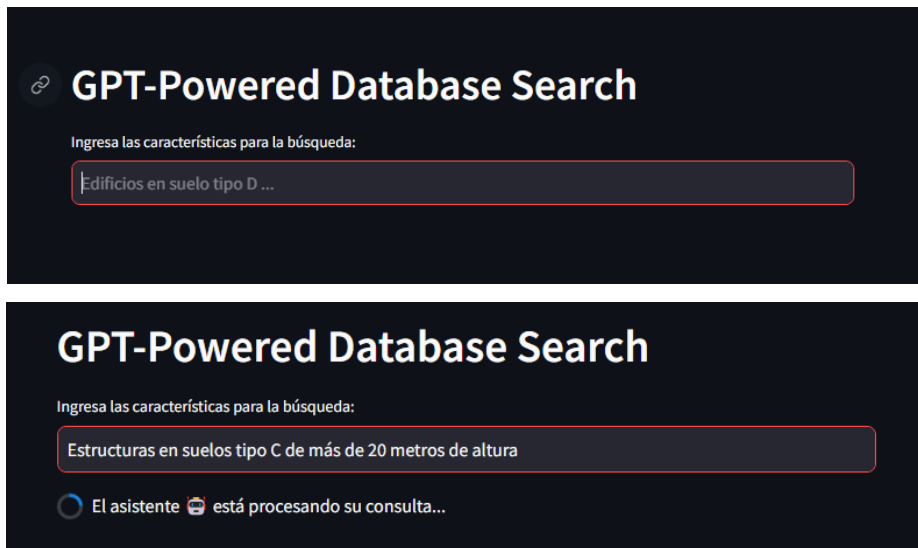 GPT-Powered Database Search
Ingresa las características para la búsqueda:
Edificios en suelo tipo D ...
GPT-Powered Database Search
Ingresa las características para la búsqueda:
Estructuras en suelos tipo C de más de 20 metros de altura
El asistente 🤖 está procesando su consulta...